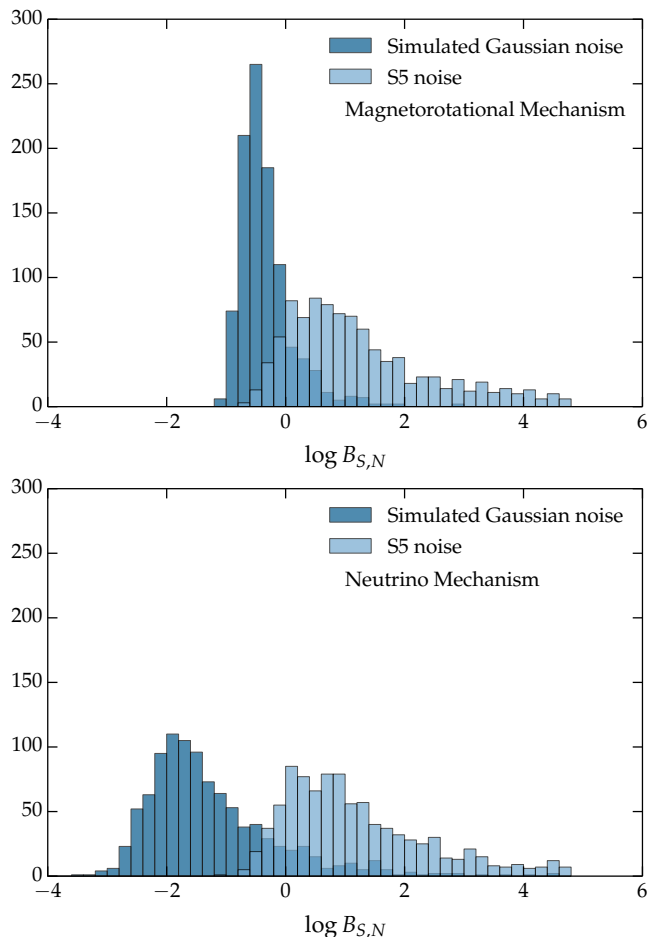 300
Simulated Gaussian noise
250
S5 noise
Magnetorotational Mechanism
200
150
100
50
0
−4 −2 0 2 4 6
log B_{S,N}
300
Simulated Gaussian noise
250
S5 noise
Neutrino Mechanism
200
150
100
50
0
−4 −2 0 2 4 6
log B_{S,N}